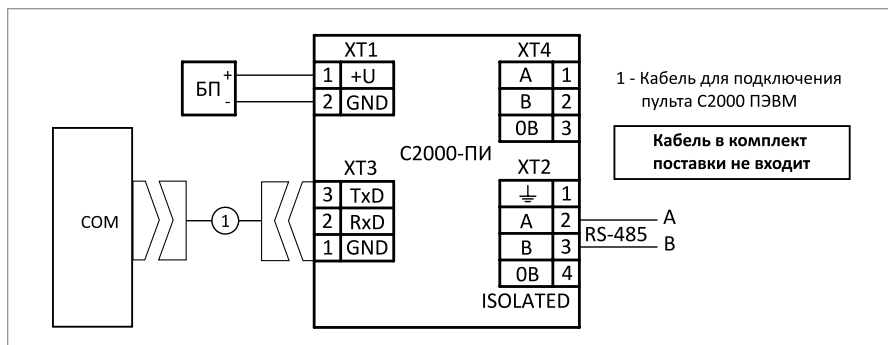 XT1
1 +U
2 GND
БП
+
-
XT4
A 1
B 2
0B 3
1 - Кабель для подключения
пульта С2000 ПЭВМ
Кабель в комплект
поставки не входит
С2000-ПИ
XT3
3 TxD
2 RxD
1 GND
COM
1
XT2
1
A 2
B 3
0B 4
ISOLATED
RS-485
A
B